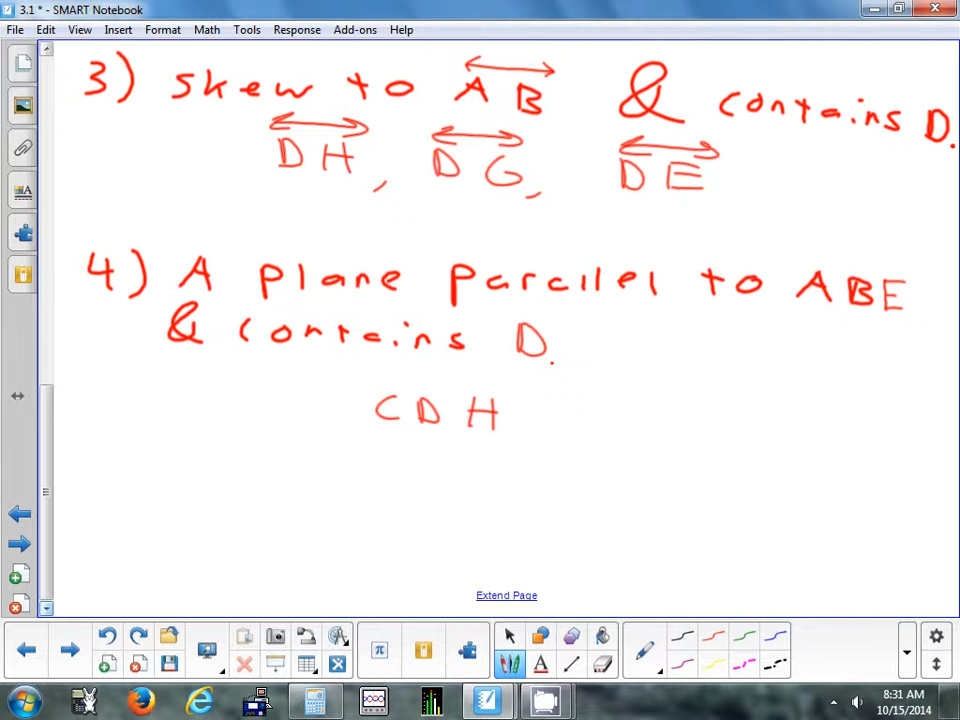 3.1 * - SMART Notebook
File Edit View Insert Format Math Tools Response Add-ons Help
3) skew to AB & contains D.
DH, DG, DE
4) A plane parallel to ABE
& contains D.
CDH
Extend Page
8:31 AM
10/15/2014